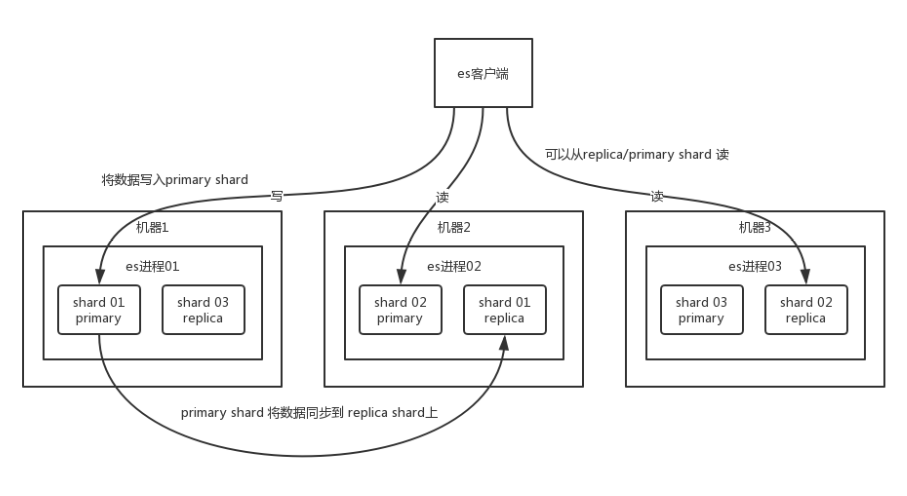 es客户端
可以从replica/primary shard 读
将数据写入primary shard
写
读
读
机器1
机器2
机器3
es进程01
es进程02
es进程03
shard 01
primary
shard 03
replica
shard 02
primary
shard 01
replica
shard 03
primary
shard 02
replica
primary shard 将数据同步到 replica shard上